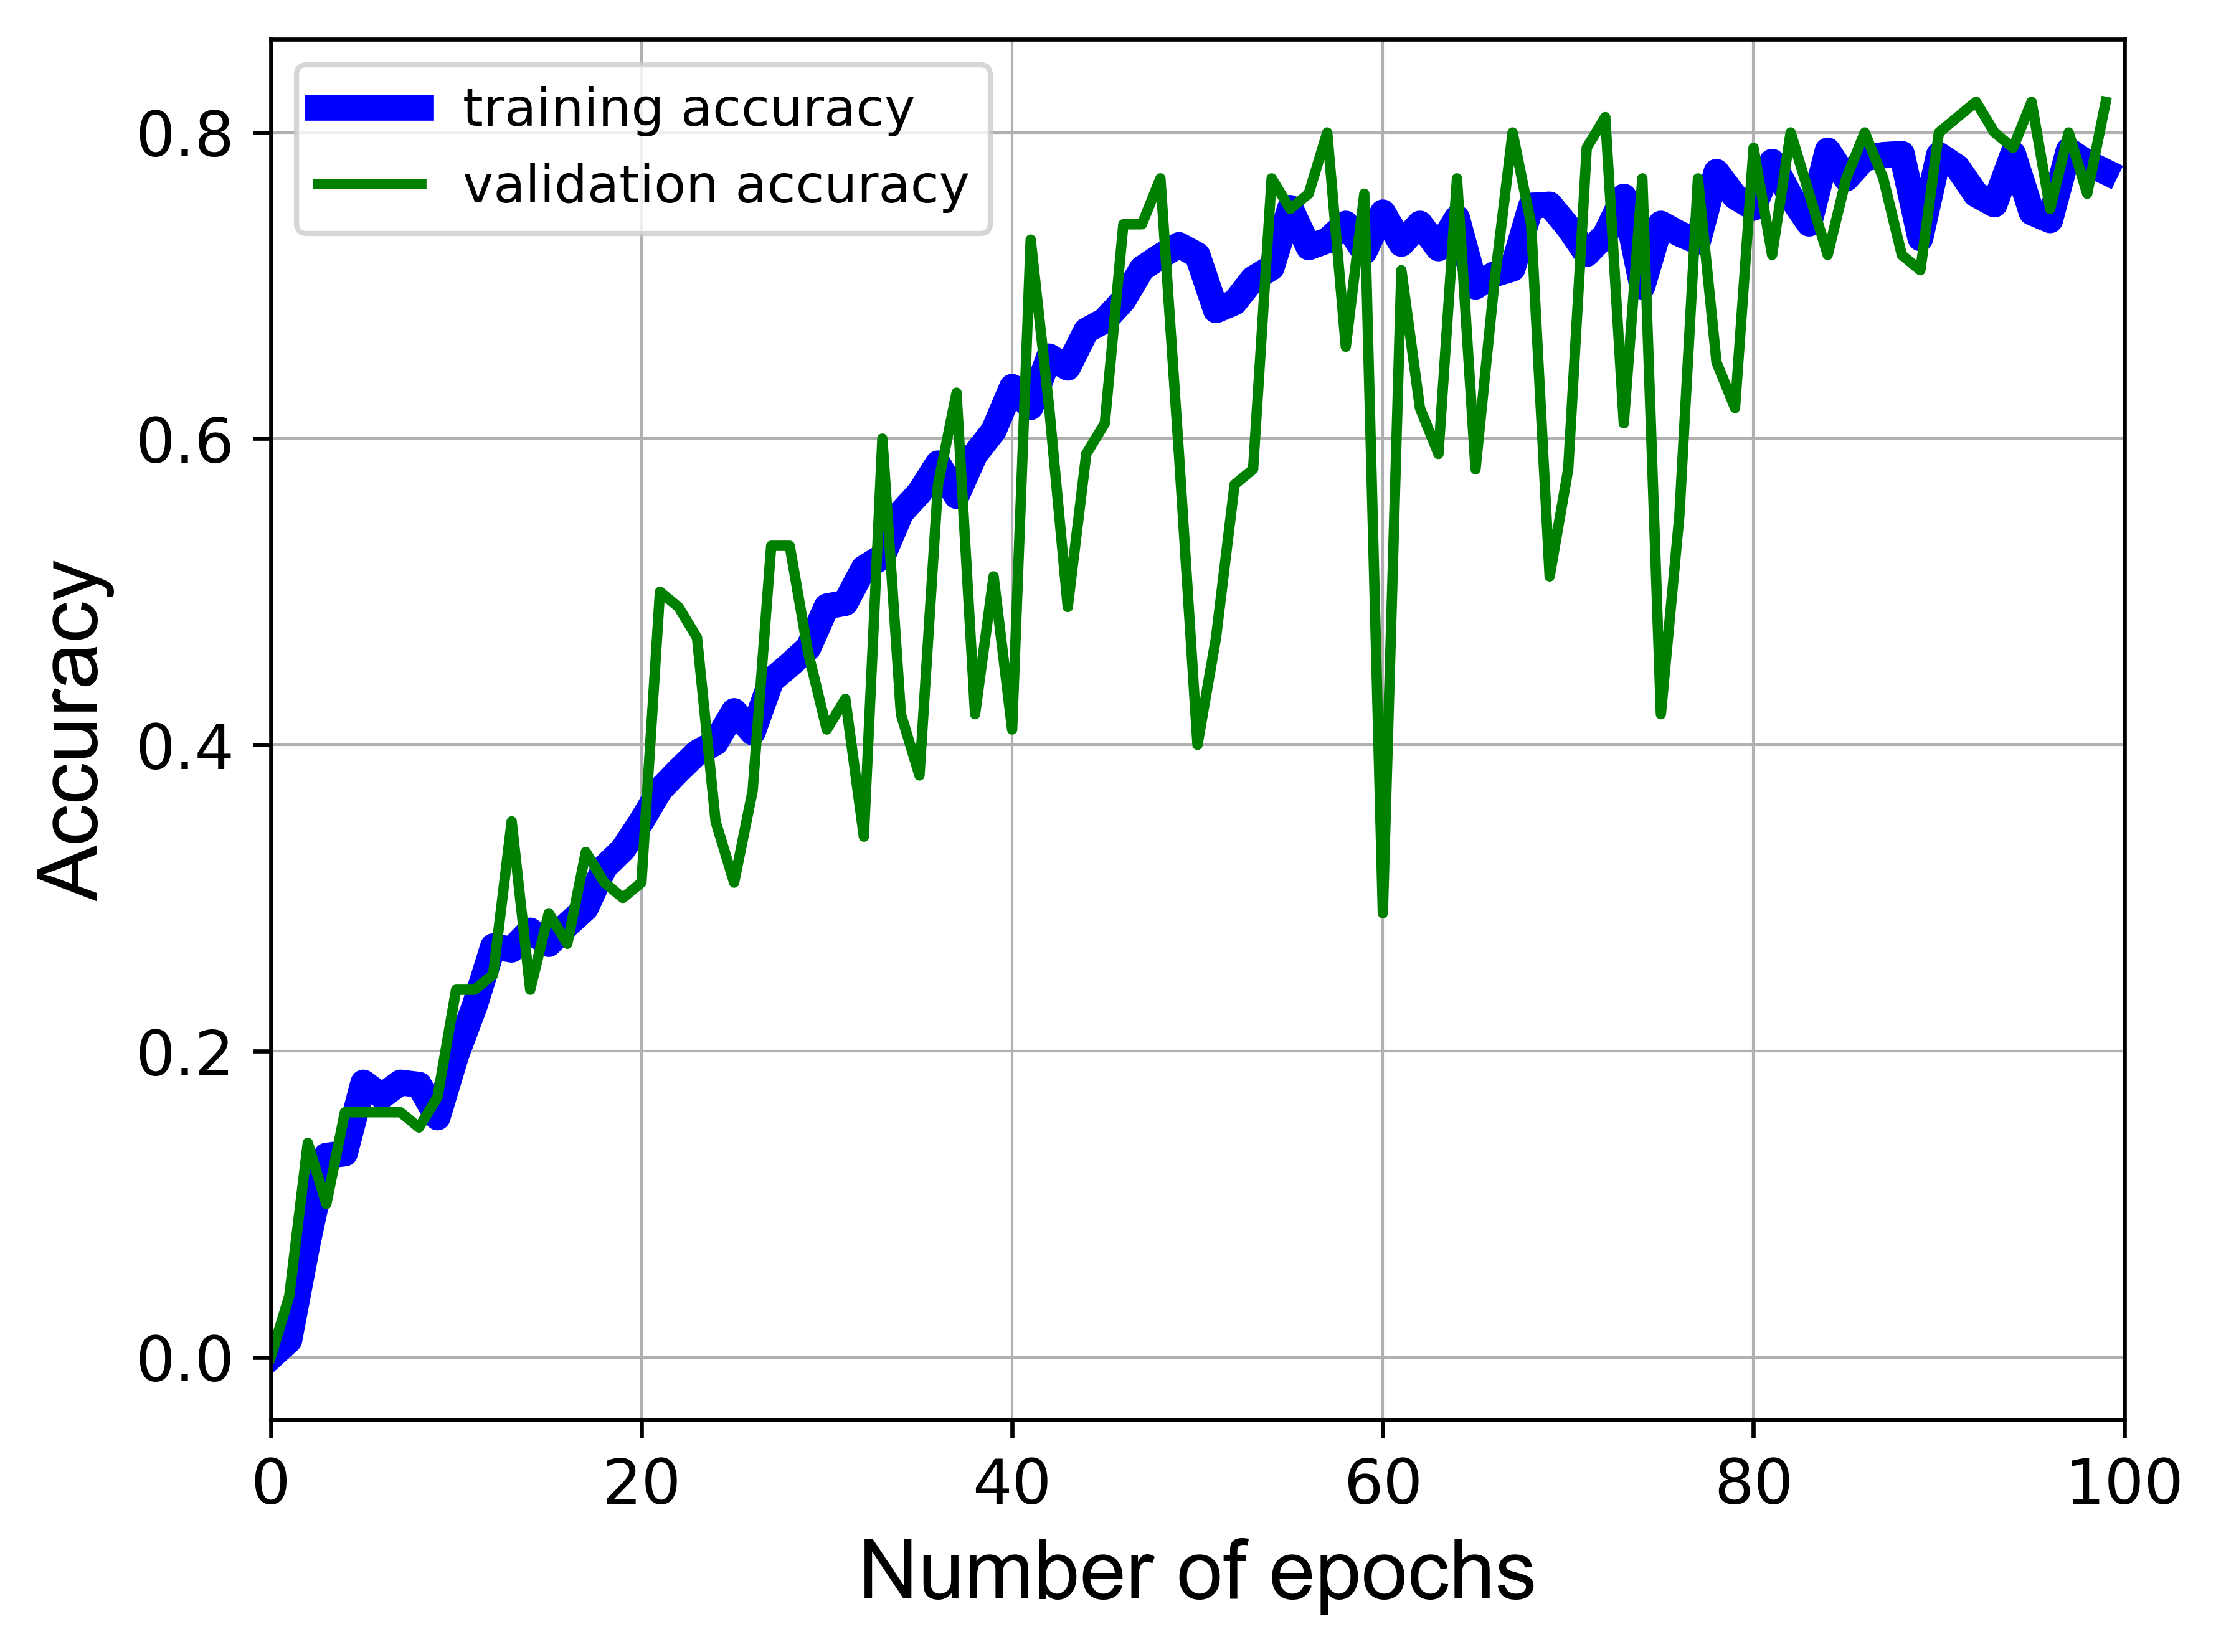 training accuracy
validation accuracy
0.8
0.6
0.4
0.2
0.0
Accuracy
0 20 40 60 80 100
Number of epochs